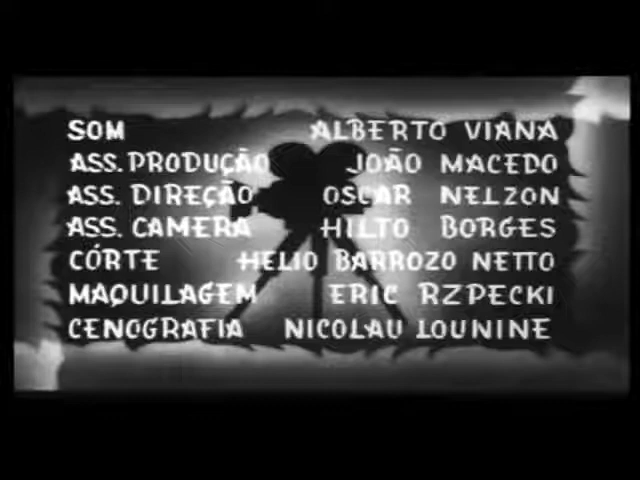 SOM ALBERTO VIANA
ASS. PRODUÇÃO JOÃO MACEDO
ASS. DIREÇÃO OSCAR NELZON
ASS. CAMERA HILTO BORGES
CÓRTE HELIO BARROZO NETTO
MAQUILAGEM ERIC RZPECKI
CENOGRAFIA NICOLAU LOUNINE